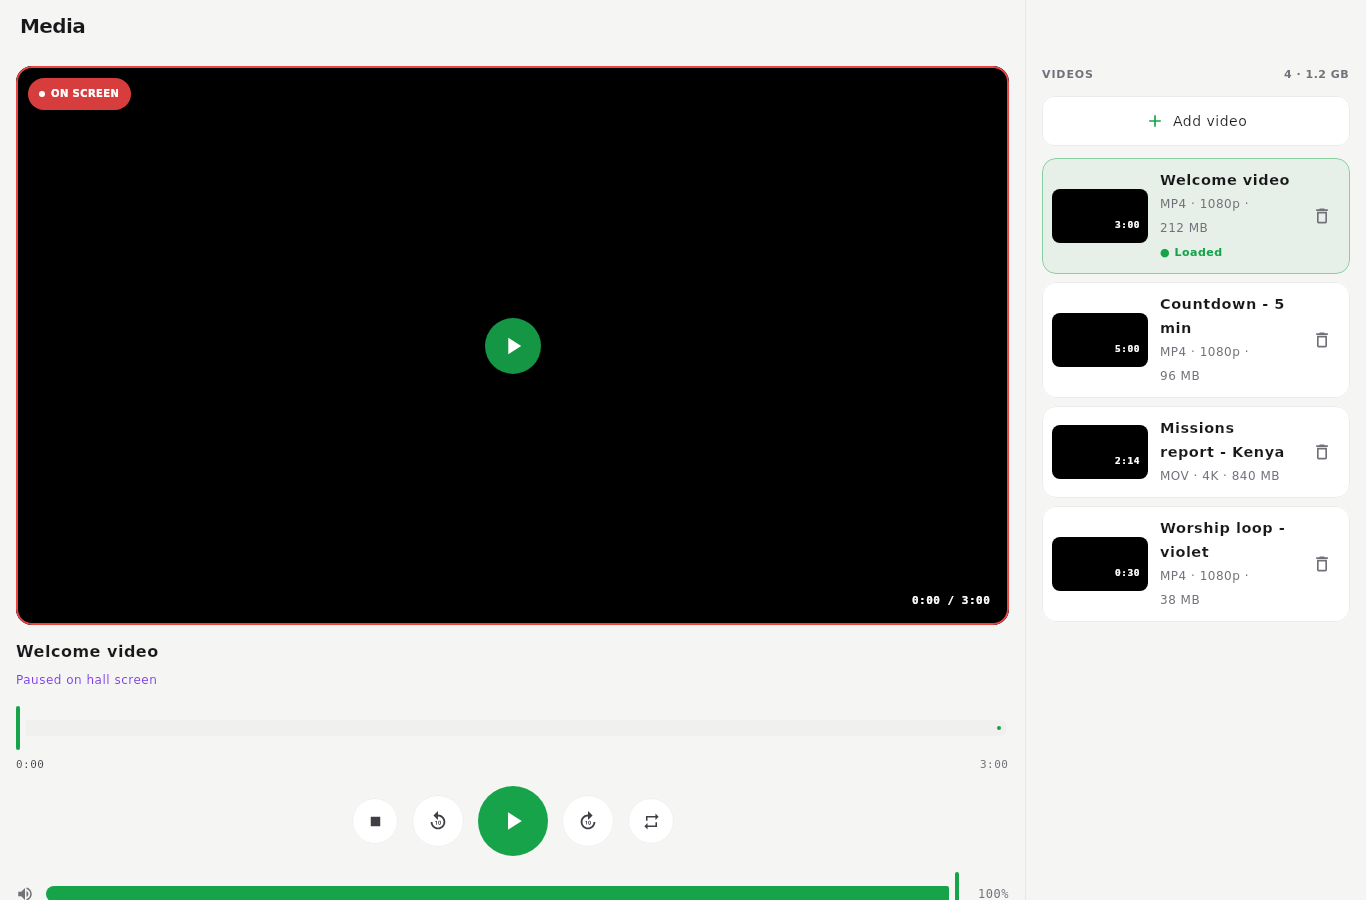 Media
ON SCREEN
0:00 / 3:00
Welcome video
Paused on hall screen
0:00
3:00
10
10
100%
VIDEOS
4 · 1.2 GB
Add video
3:00
Welcome video
MP4 · 1080p ·
212 MB
Loaded
5:00
Countdown - 5
min
MP4 · 1080p ·
96 MB
2:14
Missions
report - Kenya
MOV · 4K · 840 MB
0:30
Worship loop -
violet
MP4 · 1080p ·
38 MB